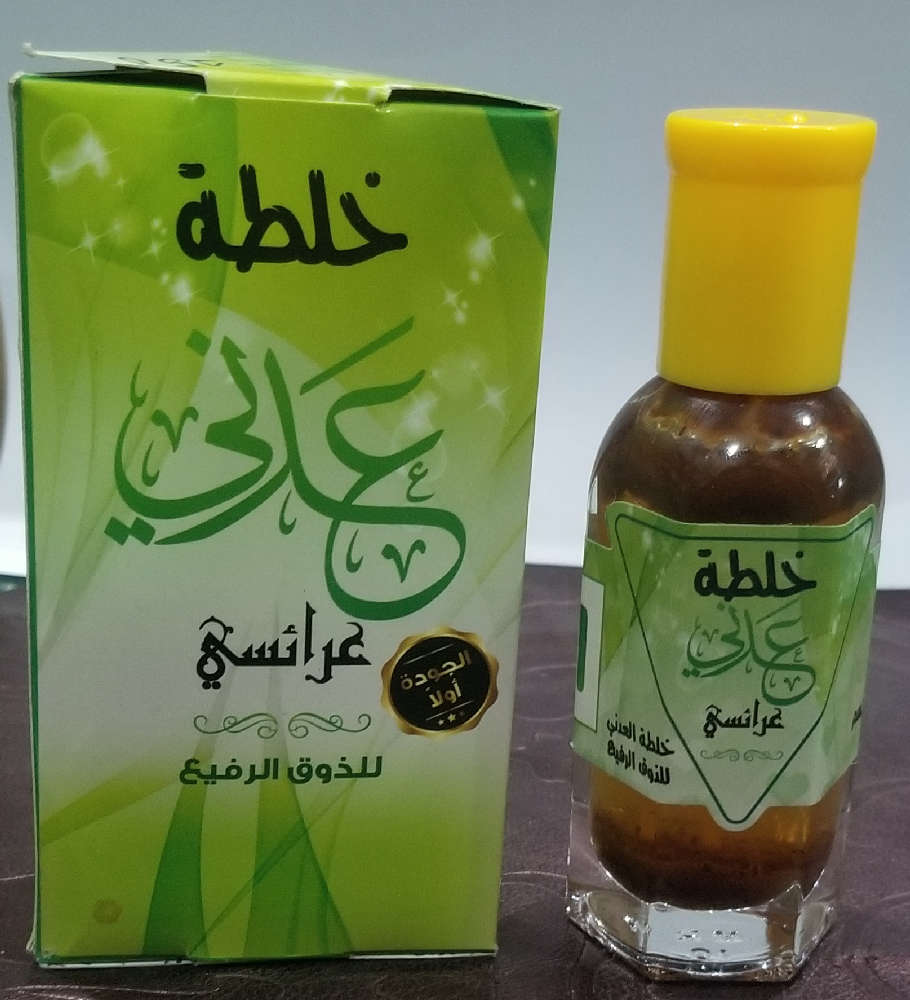 خلطة
عدني
عرائسي
الجودة
أولاً
للذوق الرفيع
خلطة
عدني
عرائسي
خلطة العدني
للذوق الرفيع